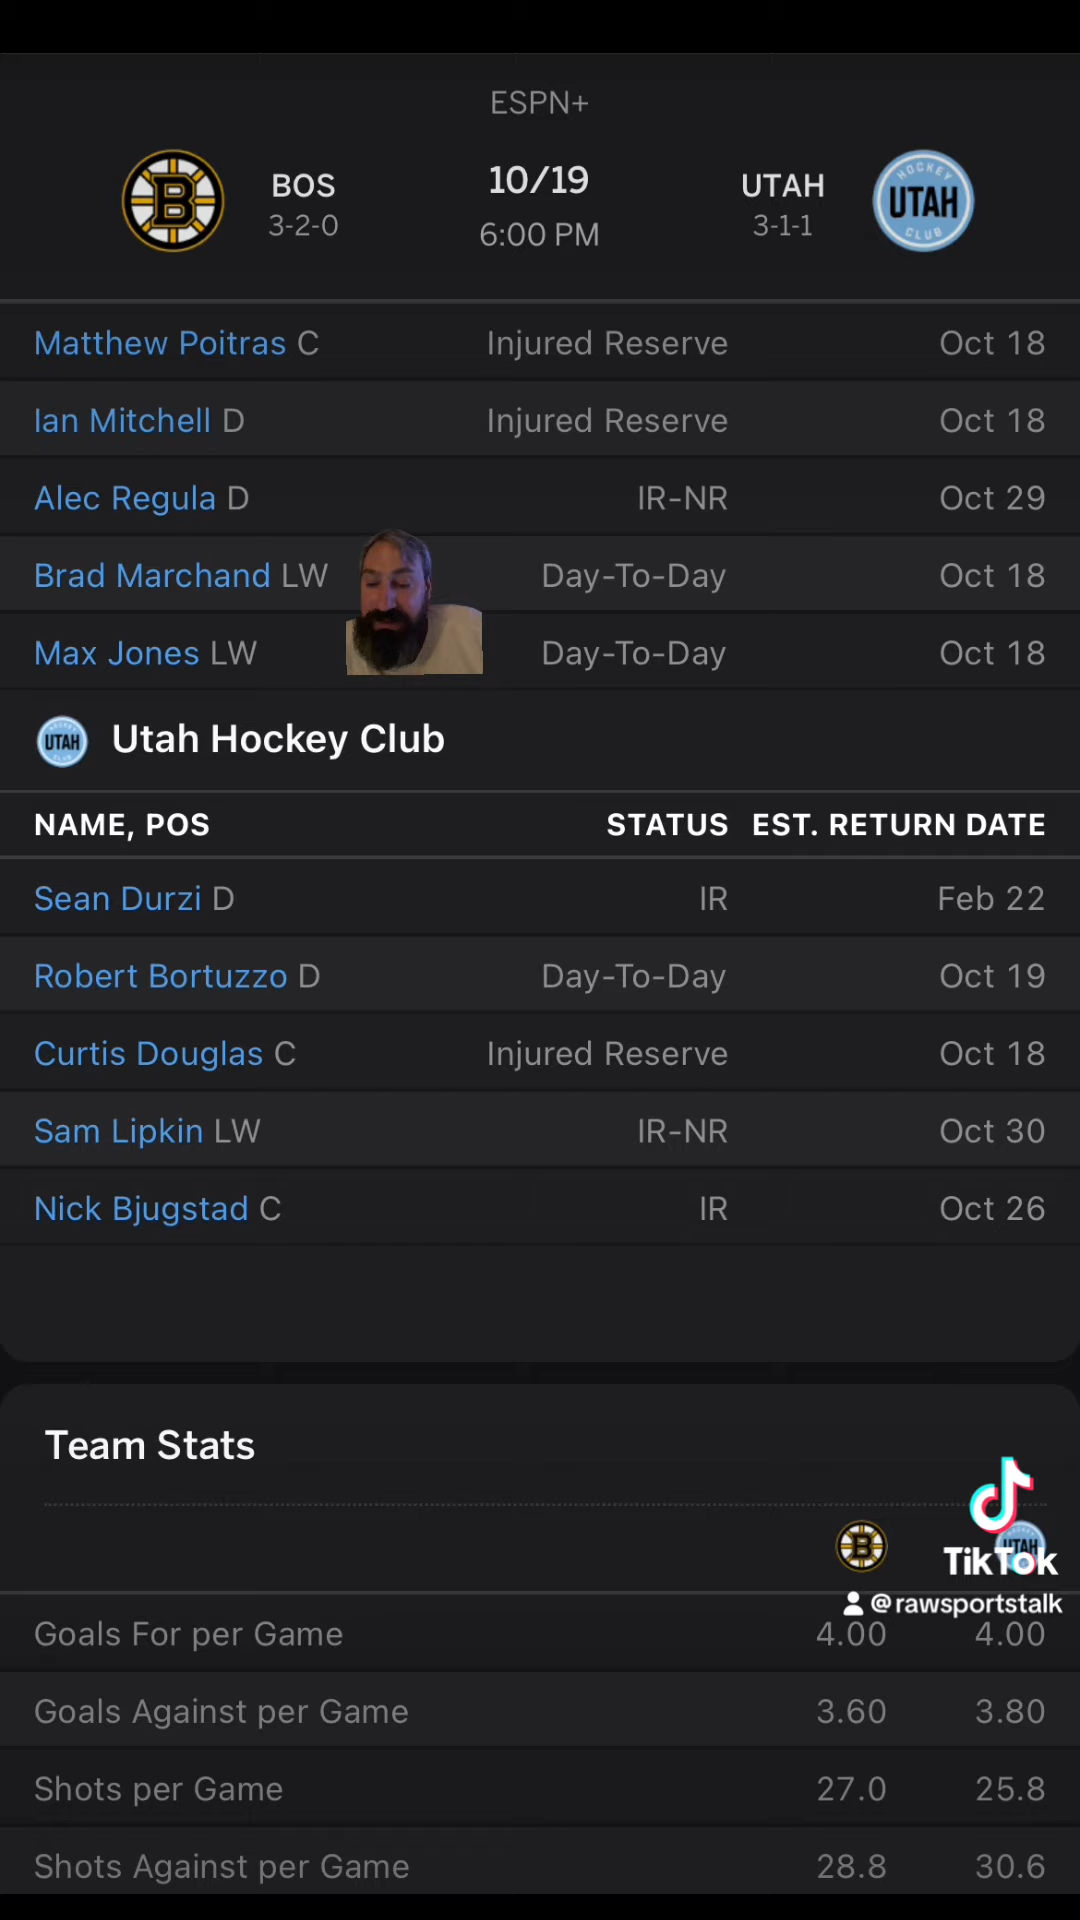 ESPN+
BOS
3-2-0
10/19
6:00 PM
UTAH
3-1-1
HOCKEY
UTAH
CLUB
B
Matthew Poitras C Injured Reserve Oct 18
Ian Mitchell D Injured Reserve Oct 18
Alec Regula D IR-NR Oct 29
Brad Marchand LW Day-To-Day Oct 18
Max Jones LW Day-To-Day Oct 18
UTAH Utah Hockey Club
NAME, POS STATUS EST. RETURN DATE
Sean Durzi D IR Feb 22
Robert Bortuzzo D Day-To-Day Oct 19
Curtis Douglas C Injured Reserve Oct 18
Sam Lipkin LW IR-NR Oct 30
Nick Bjugstad C IR Oct 26
Team Stats
B UTAH
TikTok
@rawsportstalk
Goals For per Game 4.00 4.00
Goals Against per Game 3.60 3.80
Shots per Game 27.0 25.8
Shots Against per Game 28.8 30.6